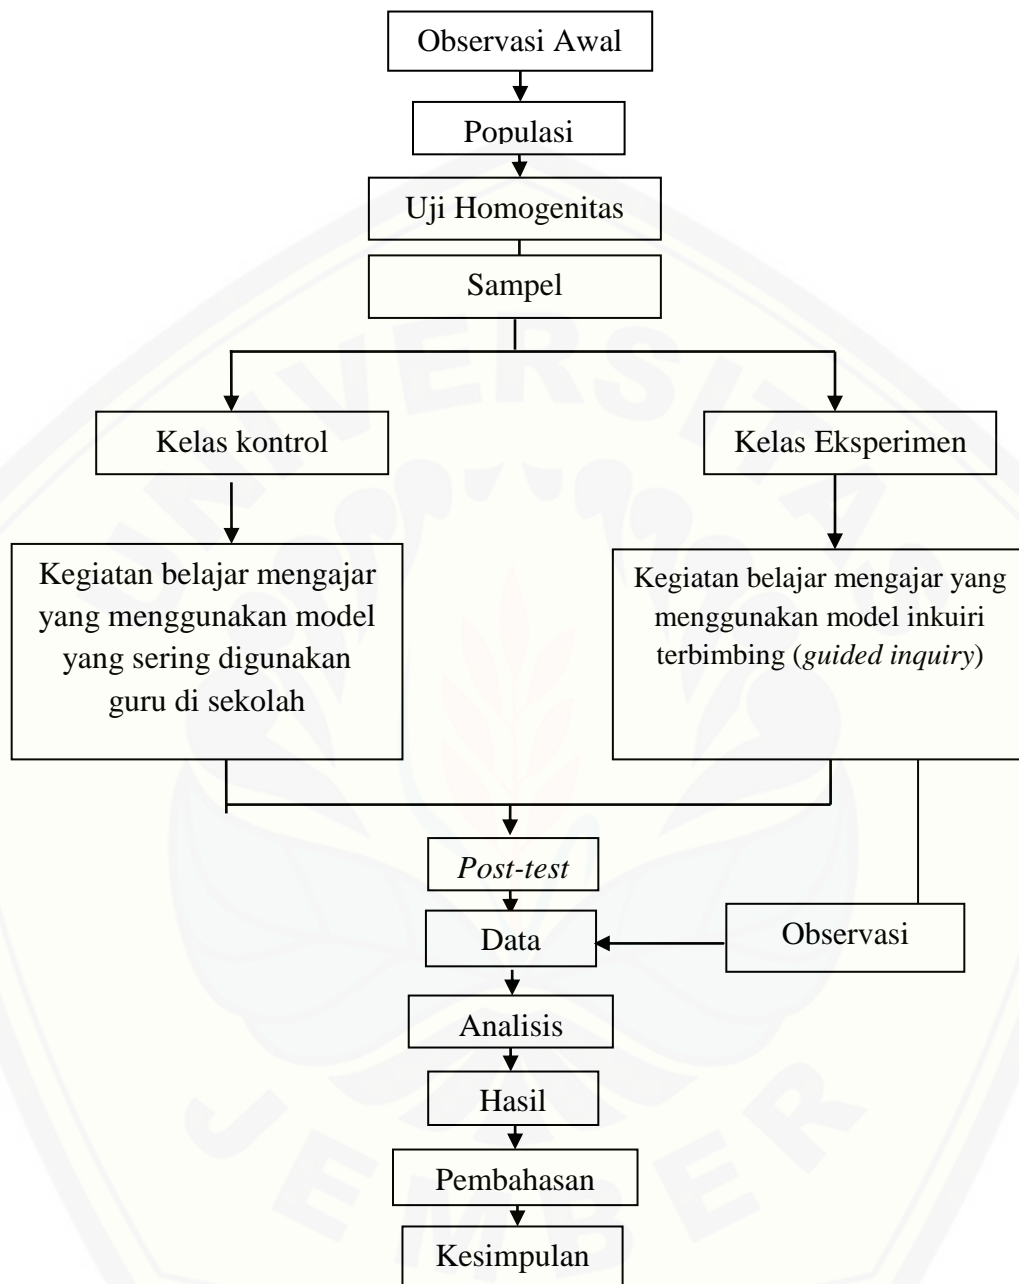 Observasi Awal
Populasi
Uji Homogenitas
Sampel
Kelas kontrol
Kelas Eksperimen
Kegiatan belajar mengajar
yang menggunakan model
yang sering digunakan
guru di sekolah
Kegiatan belajar mengajar yang
menggunakan model inkuiri
terbimbing (guided inquiry)
Post-test
Data
Observasi
Analisis
Hasil
Pembahasan
Kesimpulan
UNIVERSITAS
JEMBER